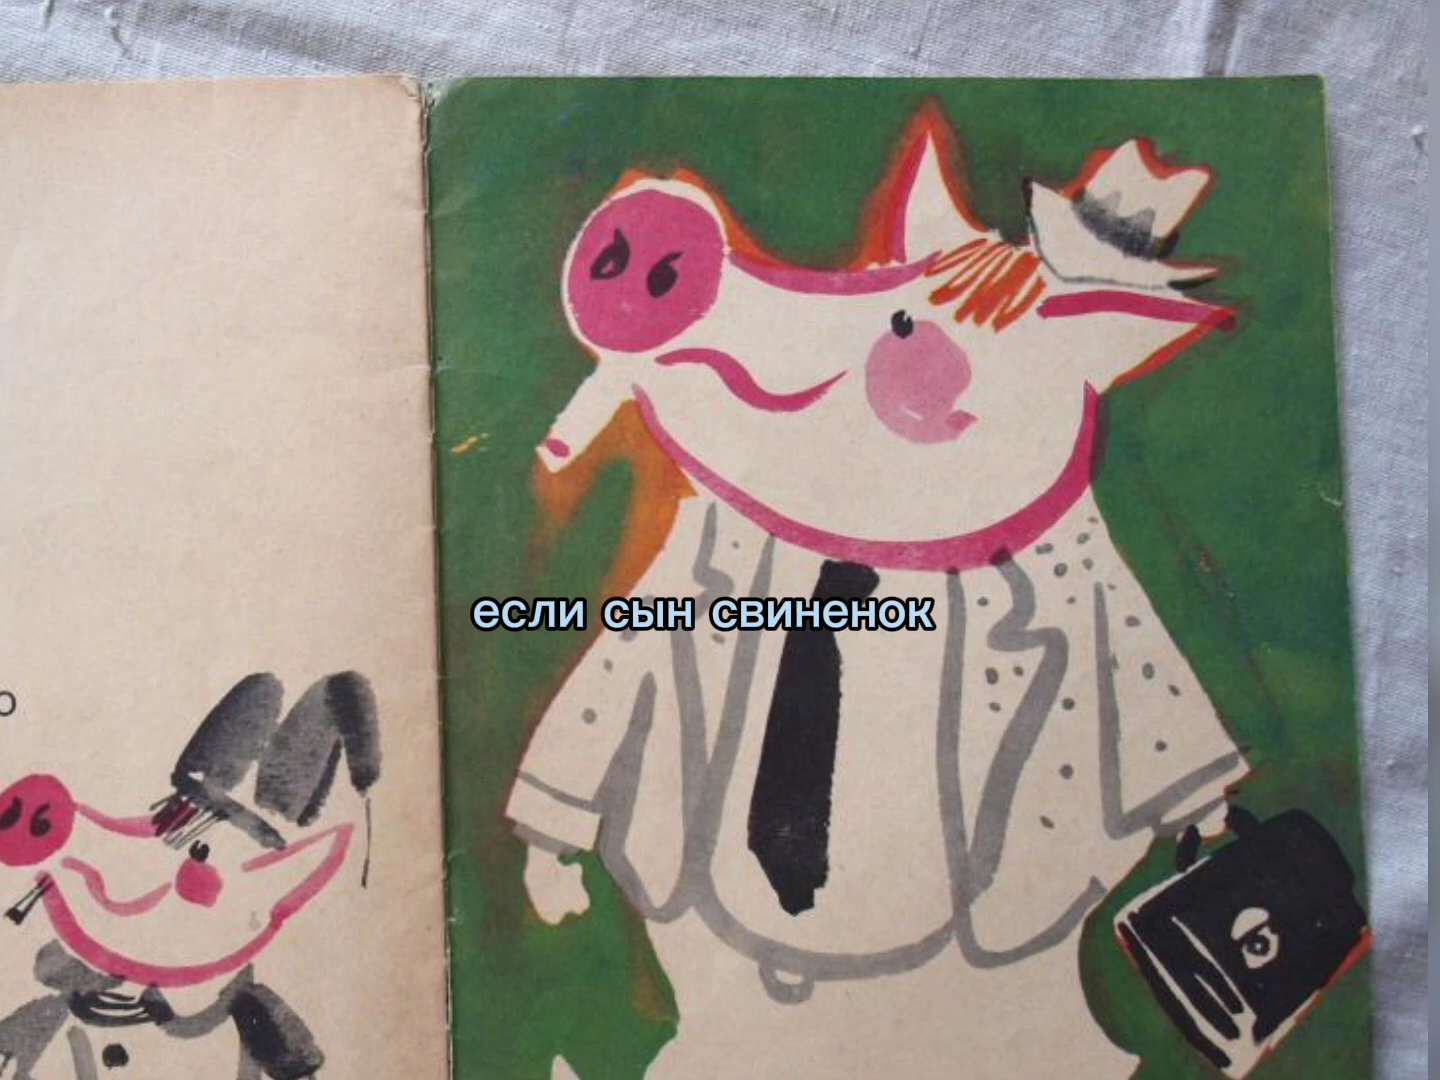 о
если сын свиненок